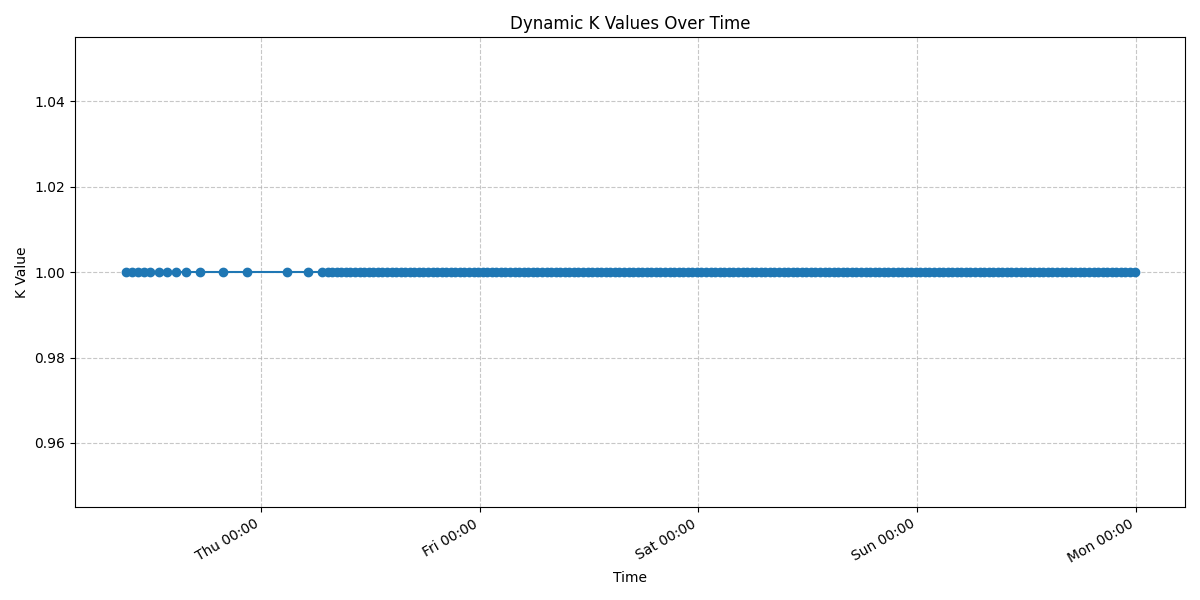 Dynamic K Values Over Time
K Value
1.04
1.02
1.00
0.98
0.96
Thu 00:00
Fri 00:00
Sat 00:00
Sun 00:00
Mon 00:00
Time